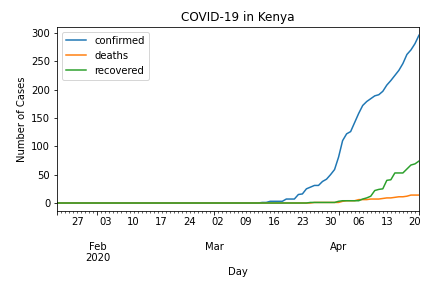 COVID-19 in Kenya
confirmed
deaths
recovered
Number of Cases
300
250
200
150
100
50
0
27 03 10 17 24 02 09 16 23 30 06 13 20
Feb Mar Apr
2020
Day